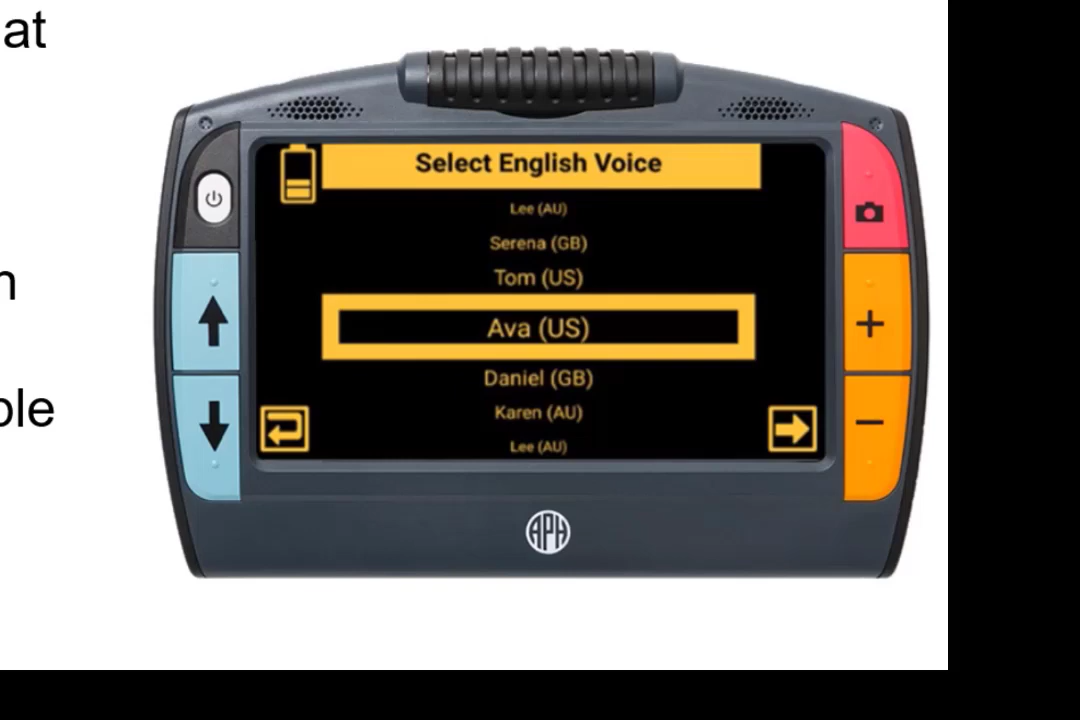 at
Select English Voice
Lee (AU)
Serena (GB)
Tom (US)
n
Ava (US)
Daniel (GB)
ple
Karen (AU)
Lee (AU)
APH